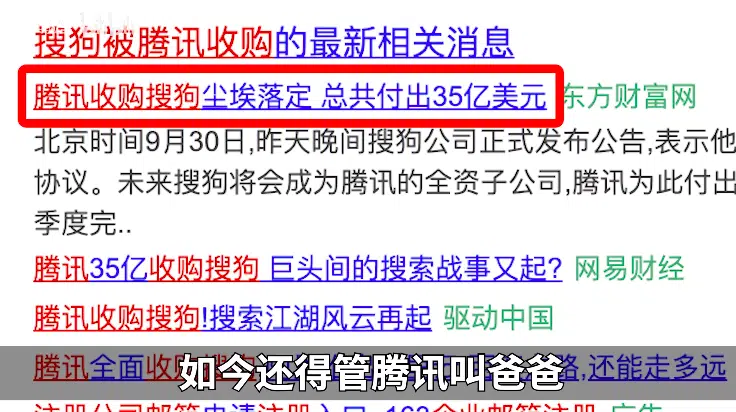 搜狗被腾讯收购的最新相关消息
腾讯收购搜狗尘埃落定 总共付出35亿美元 东方财富网
北京时间9月30日,昨天晚间搜狗公司正式发布公告,表示他
协议。未来搜狗将会成为腾讯的全资子公司,腾讯为此付出
季度完..
腾讯35亿收购搜狗 巨头间的搜索战事又起? 网易财经
腾讯收购搜狗!搜索江湖风云再起 驱动中国
腾讯全面收购 路,还能走多远
如今还得管腾讯叫爸爸